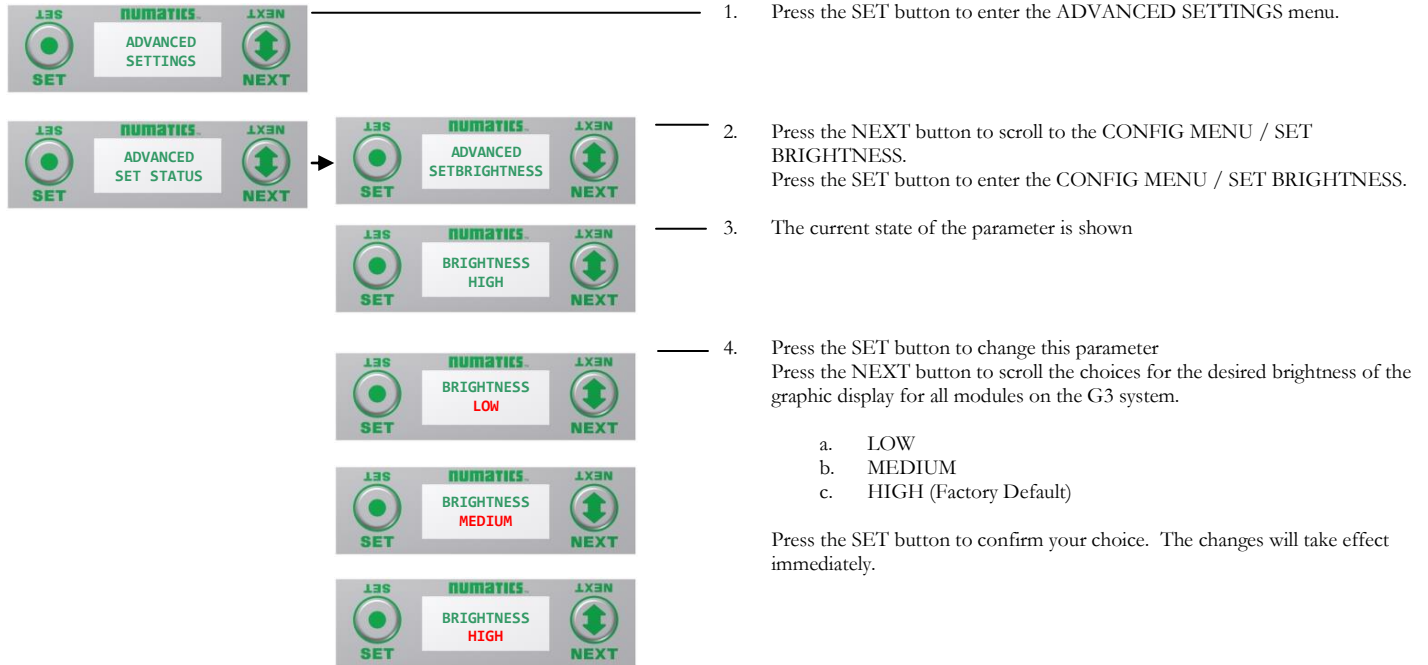 SET numatics NEXT
ADVANCED
SETTINGS
SET NEXT
1. Press the SET button to enter the ADVANCED SETTINGS menu.
SET numatics NEXT
ADVANCED
SET STATUS
SET NEXT
SET numatics NEXT
ADVANCED
SETBRIGHTNESS
SET NEXT
2. Press the NEXT button to scroll to the CONFIG MENU / SET
BRIGHTNESS.
Press the SET button to enter the CONFIG MENU / SET BRIGHTNESS.
SET numatics NEXT
BRIGHTNESS
HIGH
SET NEXT
3. The current state of the parameter is shown
SET numatics NEXT
BRIGHTNESS
LOW
SET NEXT
SET numatics NEXT
BRIGHTNESS
MEDIUM
SET NEXT
SET numatics NEXT
BRIGHTNESS
HIGH
SET NEXT
4. Press the SET button to change this parameter
Press the NEXT button to scroll the choices for the desired brightness of the
graphic display for all modules on the G3 system.
a. LOW
b. MEDIUM
c. HIGH (Factory Default)
Press the SET button to confirm your choice. The changes will take effect
immediately.